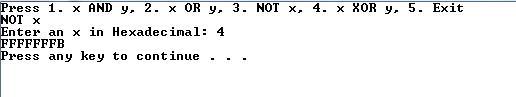 Press 1. x AND y, 2. x OR y, 3. NOT x, 4. x XOR y, 5. Exit
NOT x
Enter an x in Hexadecimal: 4
FFFFFFFB
Press any key to continue . . .